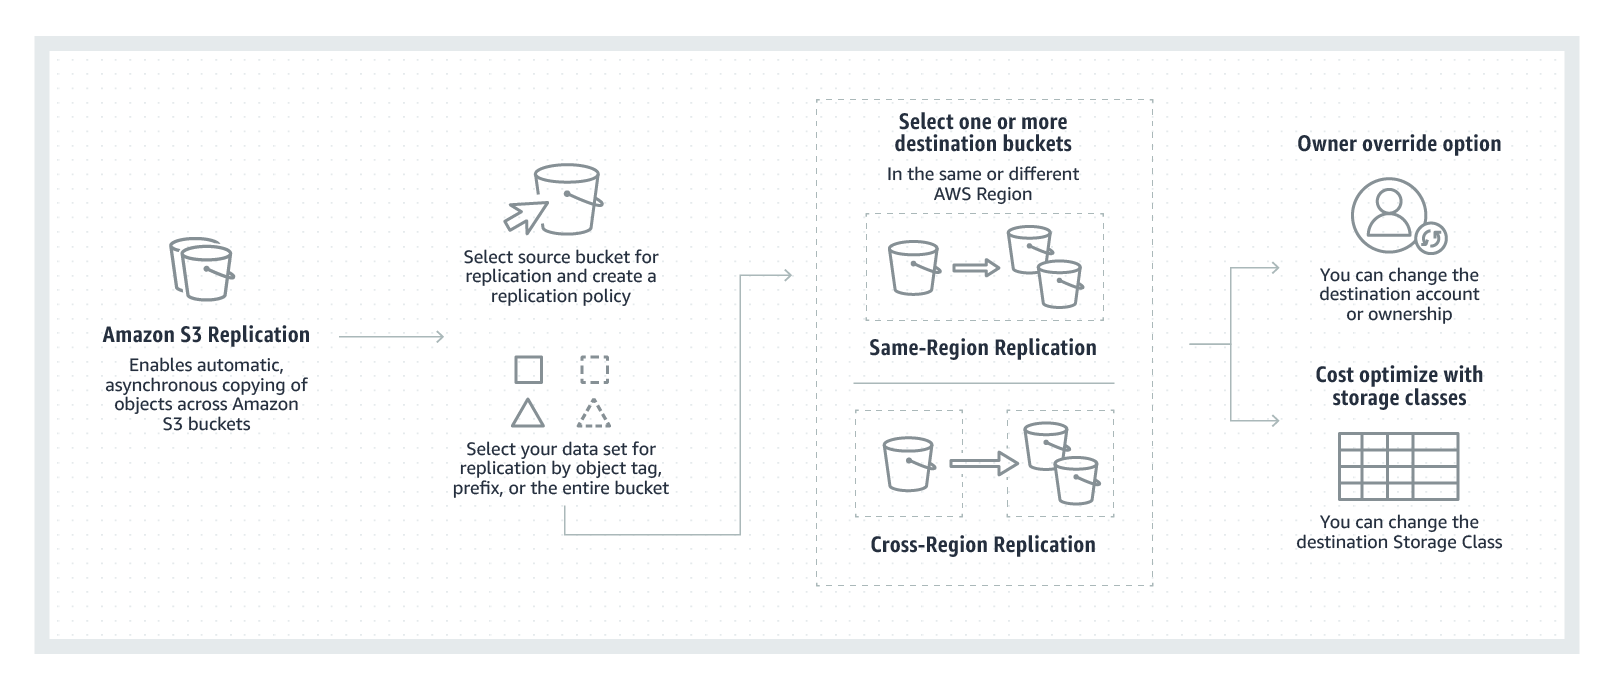 Amazon S3 Replication
Enables automatic,
asynchronous copying of
objects across Amazon
S3 buckets
Select source bucket for
replication and create a
replication policy
Select your data set for
replication by object tag,
prefix, or the entire bucket
Select one or more
destination buckets
In the same or different
AWS Region
Same-Region Replication
Cross-Region Replication
Owner override option
You can change the
destination account
or ownership
Cost optimize with
storage classes
You can change the
destination Storage Class